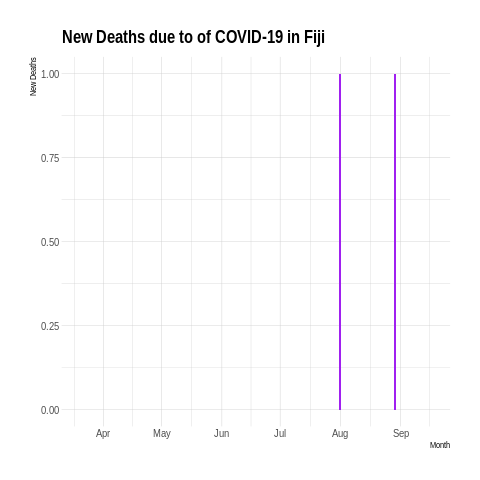 New Deaths due to of COVID-19 in Fiji
New Deaths
1.00
0.75
0.50
0.25
0.00
Apr May Jun Jul Aug Sep
Month